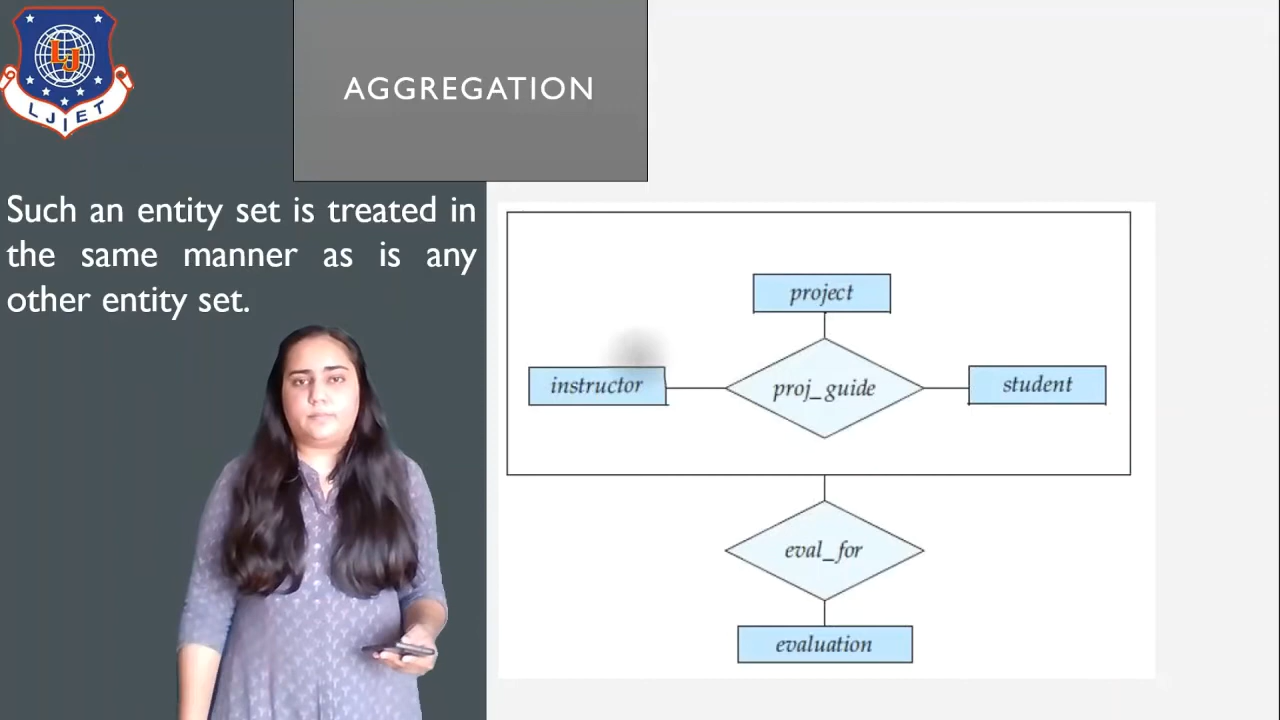 LJ
LJIET
AGGREGATION
Such an entity set is treated in
the same manner as is any
other entity set.
project
instructor
proj_guide
student
eval_for
evaluation